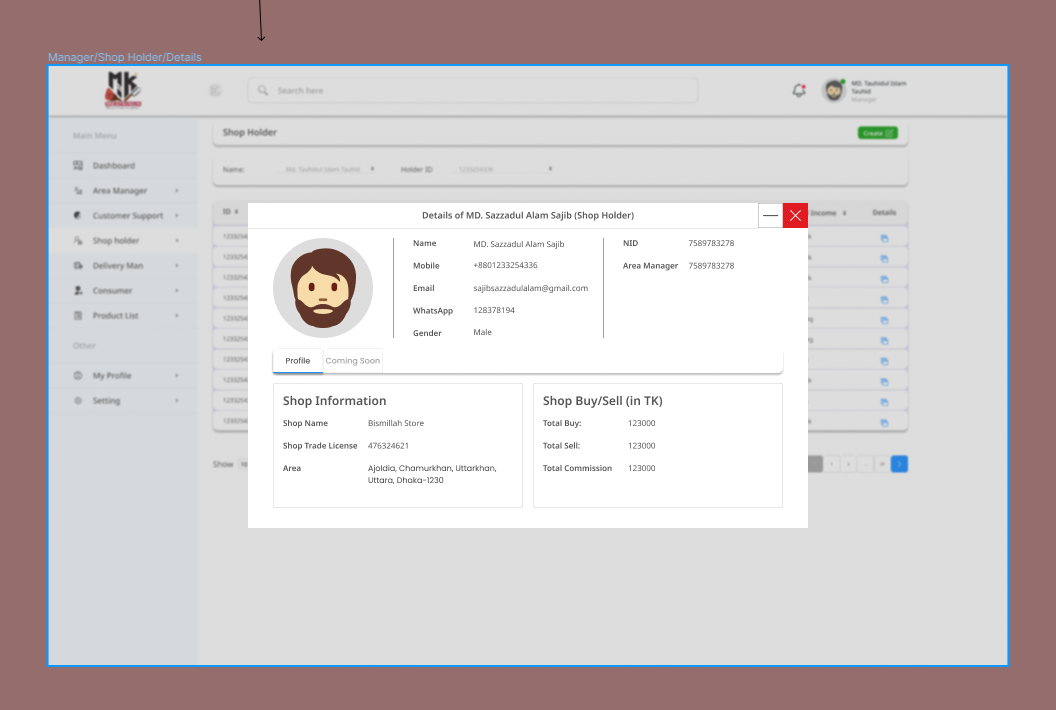 Manager/Shop Holder/Details
MK
Search here
MD. Tauhidul Islam
Tauhid
Manager
Main Menu
Dashboard
Area Manager
Customer Support
Shop holder
Delivery Man
Consumer
Product List
Other
My Profile
Setting
Shop Holder
Create
Name:
Md. Tauhidul Islam Tauhid
Holder ID
ID
Income
Details
Show
Details of MD. Sazzadul Alam Sajib (Shop Holder)
Name MD. Sazzadul Alam Sajib
Mobile +8801233254336
Email sajibsazzadulalam@gmail.com
WhatsApp 128378194
Gender Male
NID 7589783278
Area Manager 7589783278
Profile Coming Soon
Shop Information
Shop Name Bismillah Store
Shop Trade License 476324621
Area Ajoldia, Chamurkhan, Uttarkhan,
Uttara, Dhaka-1230
Shop Buy/Sell (in TK)
Total Buy: 123000
Total Sell: 123000
Total Commission 123000